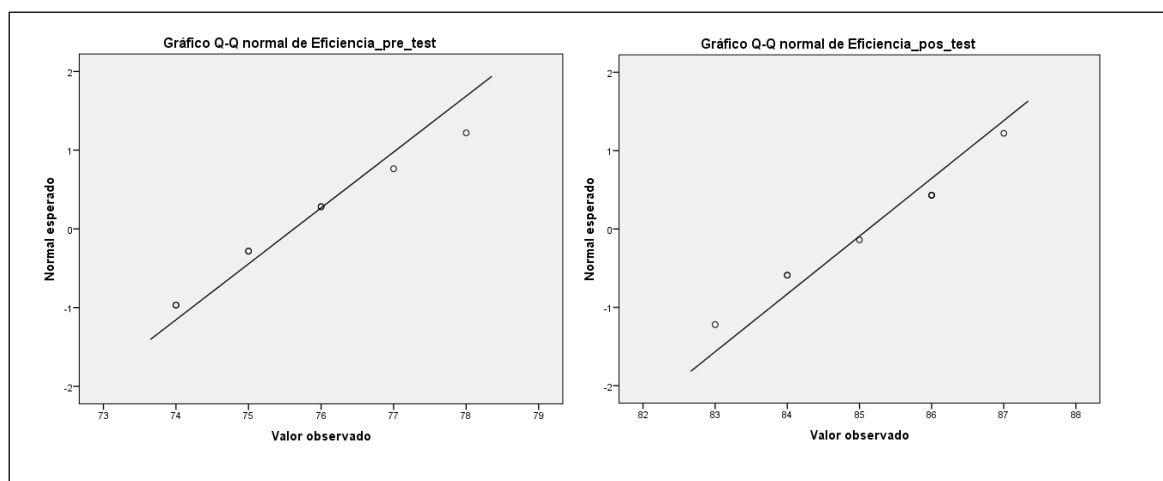 Gráfico Q-Q normal de Eficiencia_pre_test
2
1
0
-1
-2
Normal esperado
73 74 75 76 77 78 79
Valor observado
Gráfico Q-Q normal de Eficiencia_pos_test
2
1
0
-1
-2
Normal esperado
82 83 84 85 86 87 88
Valor observado